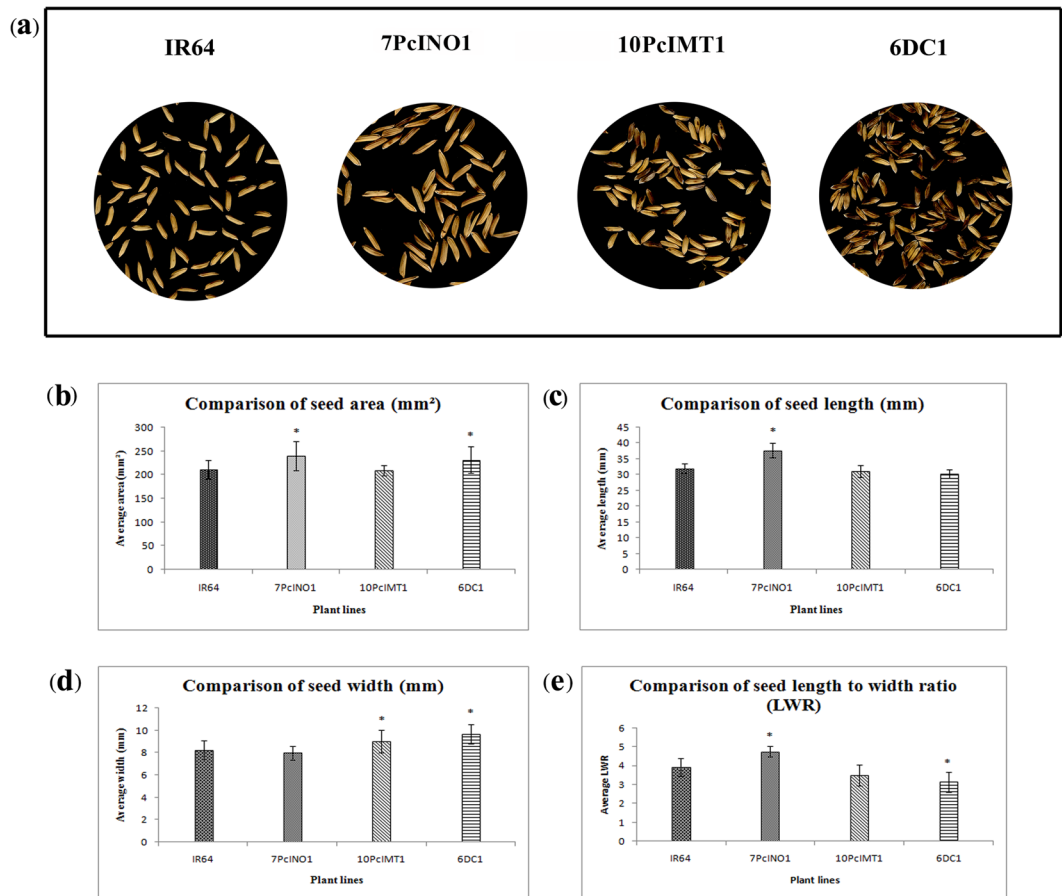 (a)
IR64
7PcINO1
10PcIMT1
6DC1
(b)
Comparison of seed area (mm²)
Average area (mm²)
300
250
200
150
100
50
0
*
*
IR64
7PcINO1
10PcIMT1
6DC1
Plant lines
(c)
Comparison of seed length (mm)
Average length (mm)
45
40
35
30
25
20
15
10
5
0
*
IR64
7PcINO1
10PcIMT1
6DC1
Plant lines
(d)
Comparison of seed width (mm)
Average width (mm)
12
10
8
6
4
2
0
*
*
IR64
7PcINO1
10PcIMT1
6DC1
Plant lines
(e)
Comparison of seed length to width ratio
(LWR)
Average LWR
6
5
4
3
2
1
0
*
*
IR64
7PcINO1
10PcIMT1
6DC1
Plant lines